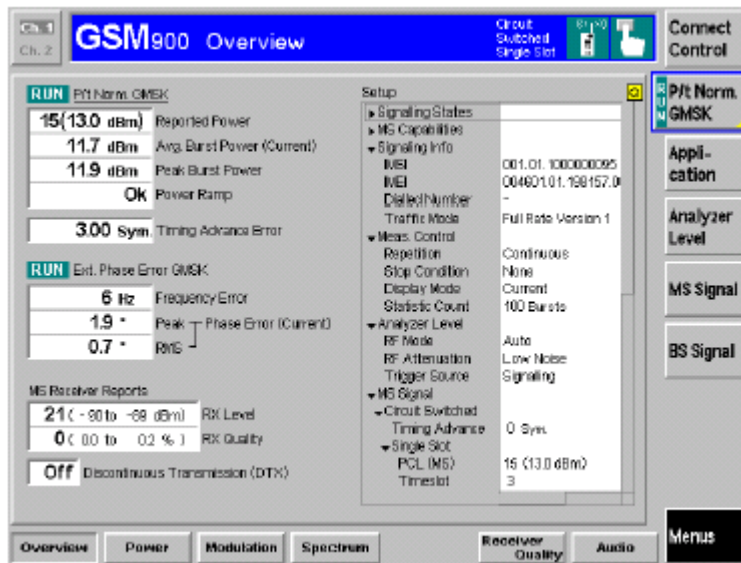 Ch. 1
Ch. 2
GSM900 Overview
Circuit
Switched
Single Slot
Connect
Control
RUN P/t Norm. GMSK
15(13.0 dBm) Reported Power
11.7 dBm Avg. Burst Power (Current)
11.9 dBm Peak Burst Power
Ok Power Ramp
3.00 Sym. Timing Advance Error
RUN Ext. Phase Error GMSK
6 Hz Frequency Error
1.9 ° Peak Phase Error (Current)
0.7 ° RMS
MS Receiver Reports
21( -90 to -89 dBm) RX Level
0( 0.0 to 0.2 % ) RX Quality
Off Discontinuous Transmission (DTX)
Setup
Signaling States
MS Capabilities
Signaling Info
IMSI 001.01.1000000095
IMEI 004601.01.198157.0
Dialled Number -
Traffic Mode Full Rate Version 1
Meas. Control
Repetition Continuous
Stop Condition None
Display Mode Current
Statistic Count 100 Bursts
Analyzer Level
RF Mode Auto
RF Attenuation Low Noise
Trigger Source Signaling
MS Signal
Circuit Switched
Timing Advance 0 Sym.
Single Slot
PCL (MS) 15 (13.0 dBm)
Timeslot 3
RUN
P/t Norm.
GMSK
Appli-
cation
Analyzer
Level
MS Signal
BS Signal
Menus
Overview Power Modulation Spectrum Receiver Quality Audio